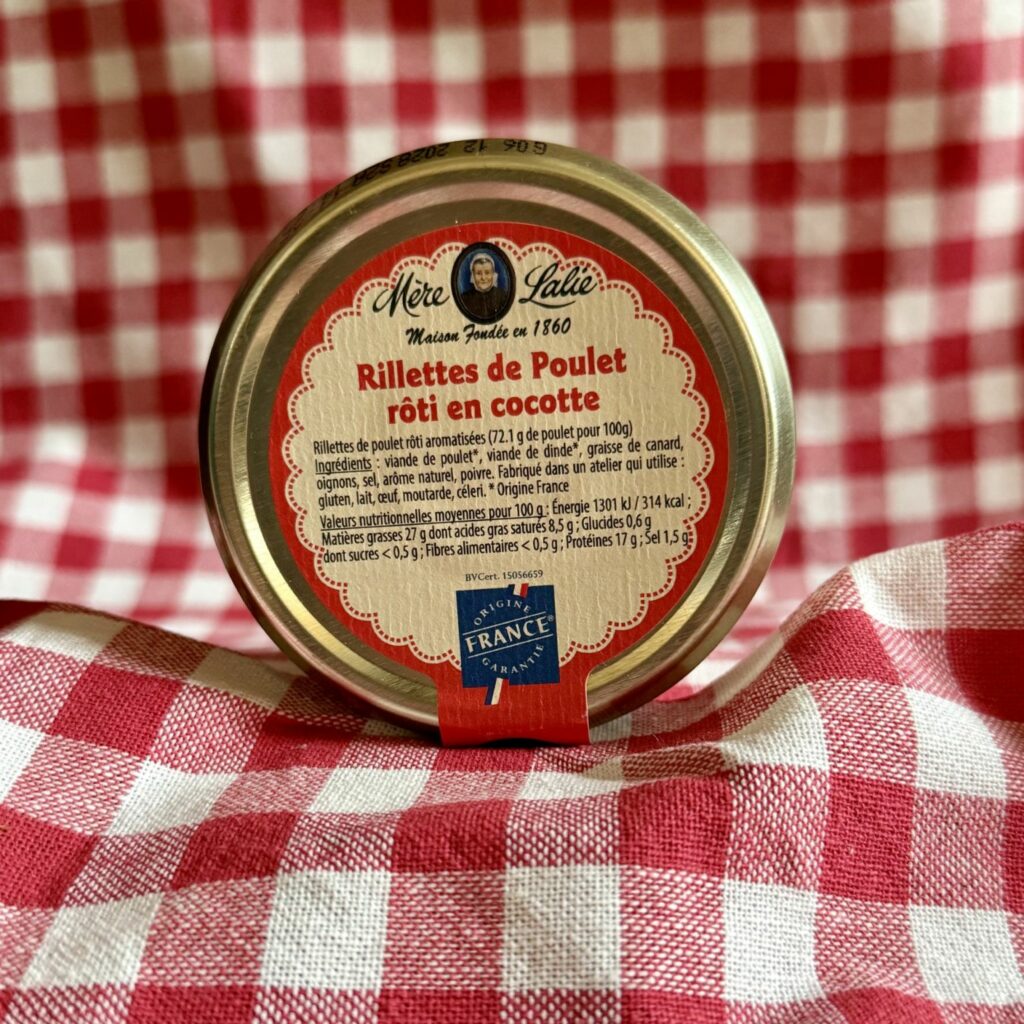 G06 12 2028
Mère Lalie
Maison Fondée en 1860
Rillettes de Poulet
rôti en cocotte
Rillettes de poulet rôti aromatisées (72.1 g de poulet pour 100g)
Ingrédients : viande de poulet*, viande de dinde*, graisse de canard,
oignons, sel, arôme naturel, poivre. Fabriqué dans un atelier qui utilise :
gluten, lait, œuf, moutarde, céleri. * Origine France
Valeurs nutritionnelles moyennes pour 100 g : Énergie 1301 kJ / 314 kcal ;
Matières grasses 27 g dont acides gras saturés 8,5 g ; Glucides 0,6 g
dont sucres < 0,5 g ; Fibres alimentaires < 0,5 g ; Protéines 17 g ; Sel 1,5 g
BVCert. 15056659
ORIGINE
FRANCE®
GARANTIE